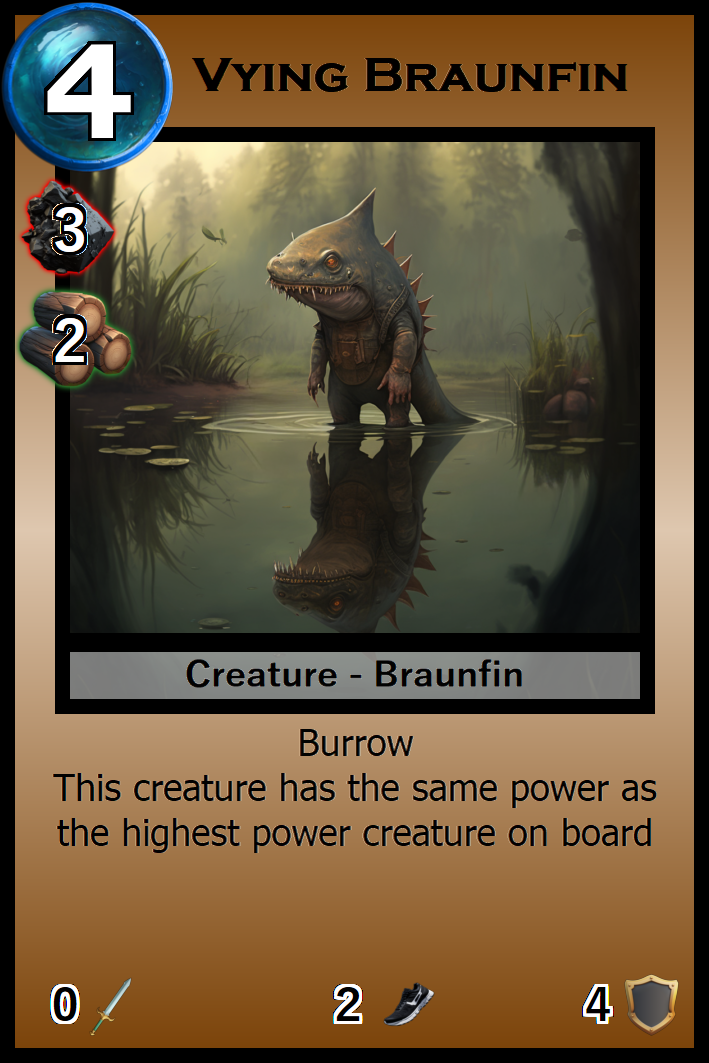 4
Vying Braunfin
3
2
Creature - Braunfin
Burrow
This creature has the same power as
the highest power creature on board
0
2
4